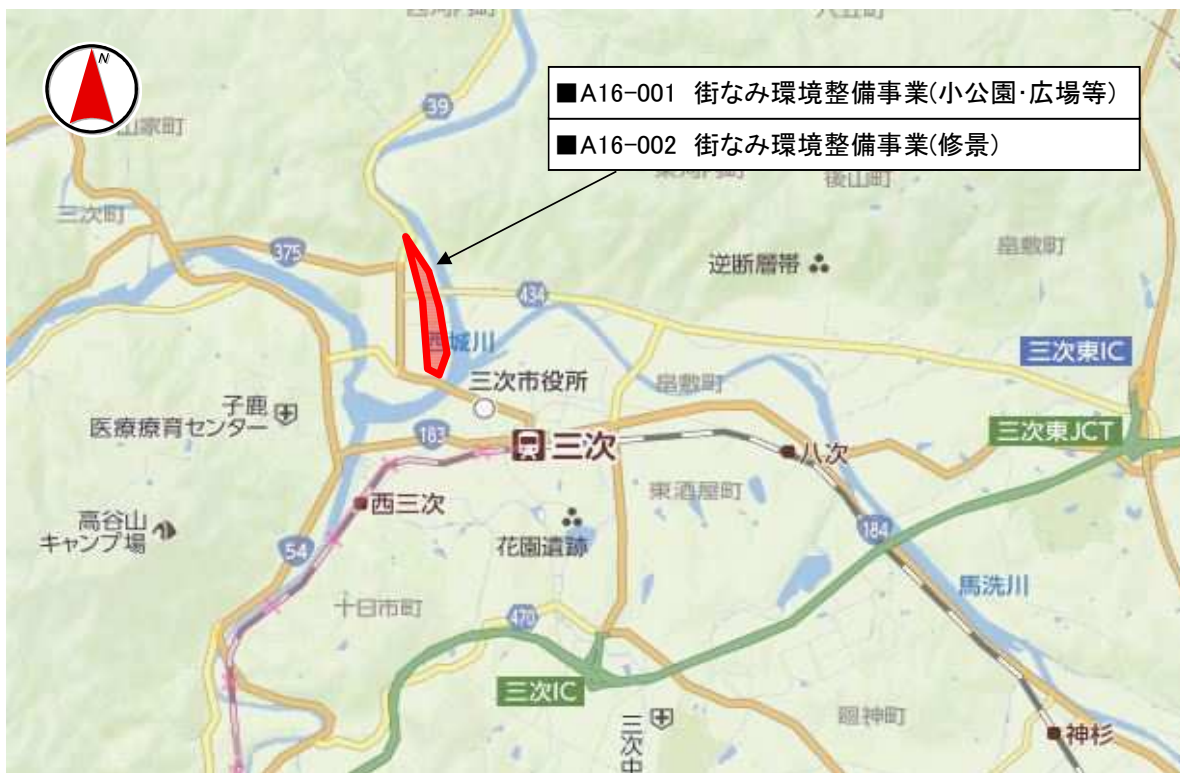 N
■A16-001 街なみ環境整備事業(小公園・広場等)
■A16-002 街なみ環境整備事業(修景)
39
山家町
後山町
三次町
375
畠敷町
逆断層帯
434
城川
三次東IC
三次市役所
畠敷町
子鹿
医療療育センター
183
三次東JCT
三次
八次
西三次
東酒屋町
高谷山
キャンプ場
花園遺跡
54
184
十日市町
馬洗川
470
三次IC
廻神町
三次中
神杉